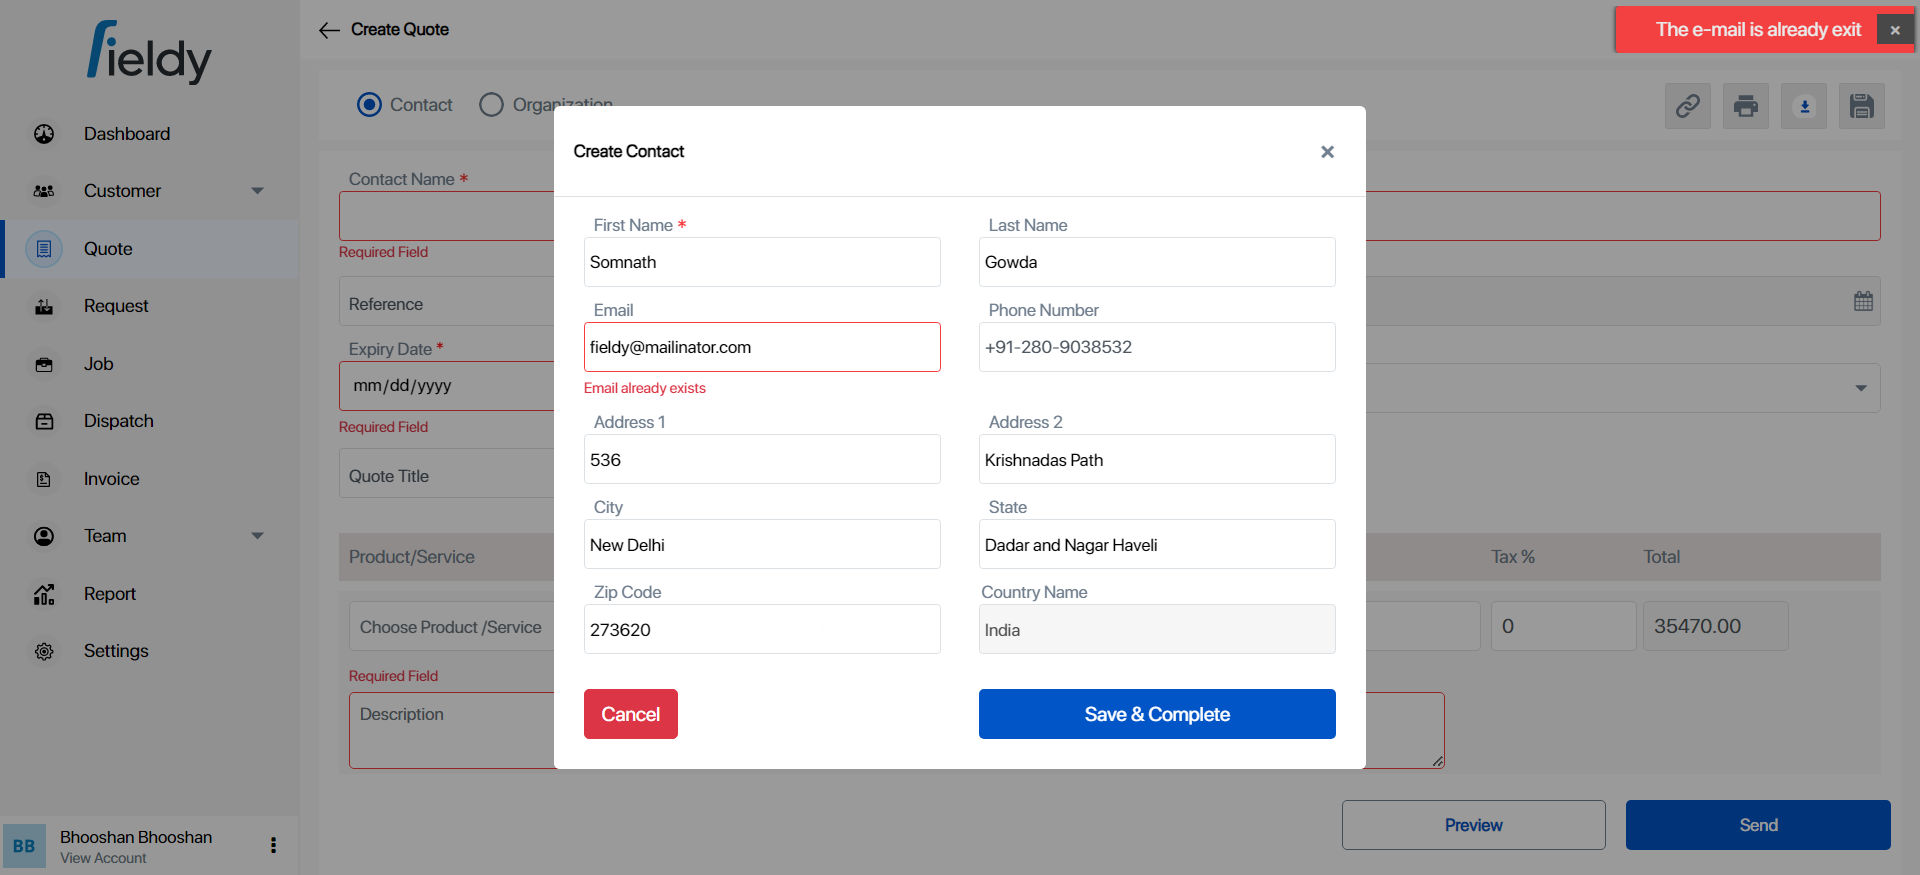 fieldy
Dashboard
Customer
Quote
Request
Job
Dispatch
Invoice
Team
Report
Settings
BB
Bhooshan Bhooshan
View Account
Create Quote
The e-mail is already exit
×
Contact
Organization
Contact Name *
Required Field
Reference
Expiry Date *
mm/dd/yyyy
Required Field
Quote Title
Product/Service
Tax %
Total
Choose Product /Service
0
35470.00
Required Field
Description
Preview
Send
Create Contact
×
First Name *
Last Name
Somnath
Gowda
Email
Phone Number
fieldy@mailinator.com
+91-280-9038532
Email already exists
Address 1
Address 2
536
Krishnadas Path
City
State
New Delhi
Dadar and Nagar Haveli
Zip Code
Country Name
273620
India
Cancel
Save & Complete